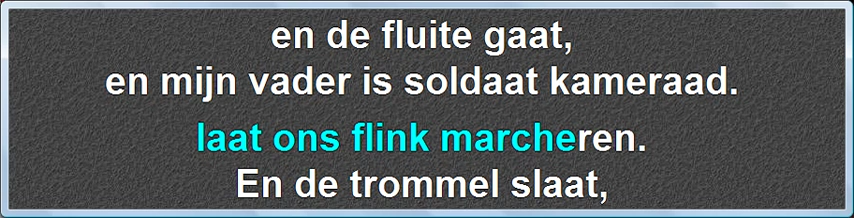 en de fluite gaat,
en mijn vader is soldaat kameraad.
laat ons flink marcheren.
En de trommel slaat,